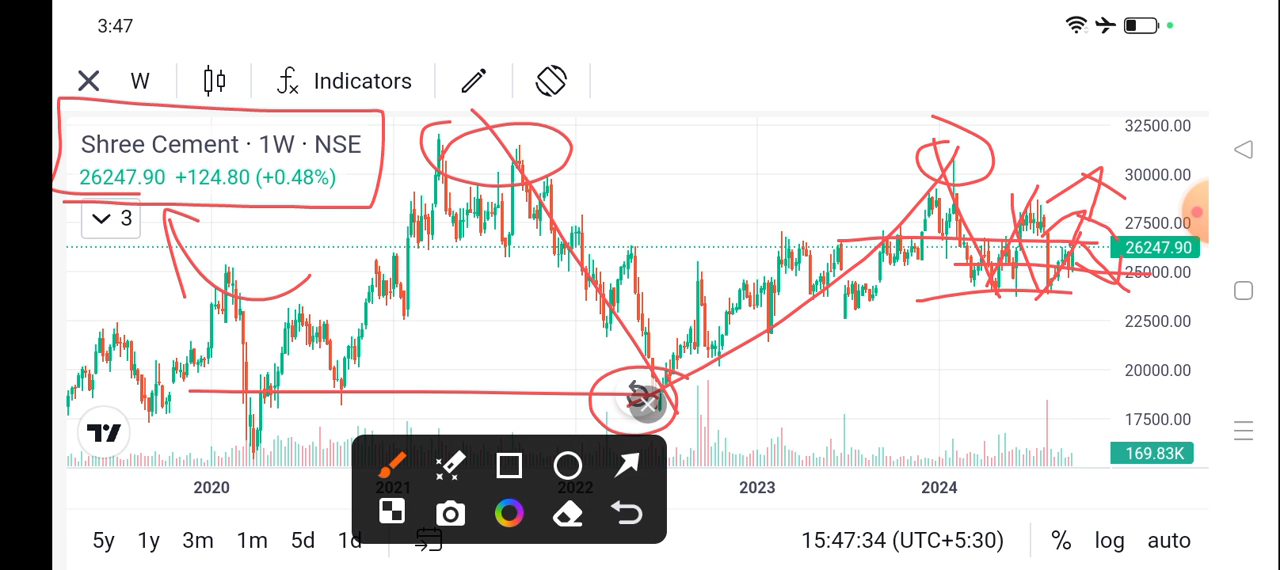 3:47
W
Indicators
Shree Cement · 1W · NSE
26247.90 +124.80 (+0.48%)
3
32500.00
30000.00
27500.00
26247.90
25000.00
22500.00
20000.00
17500.00
169.83K
2020 2021 2022 2023 2024
5y 1y 3m 1m 5d 1d 15:47:34 (UTC+5:30) % log auto